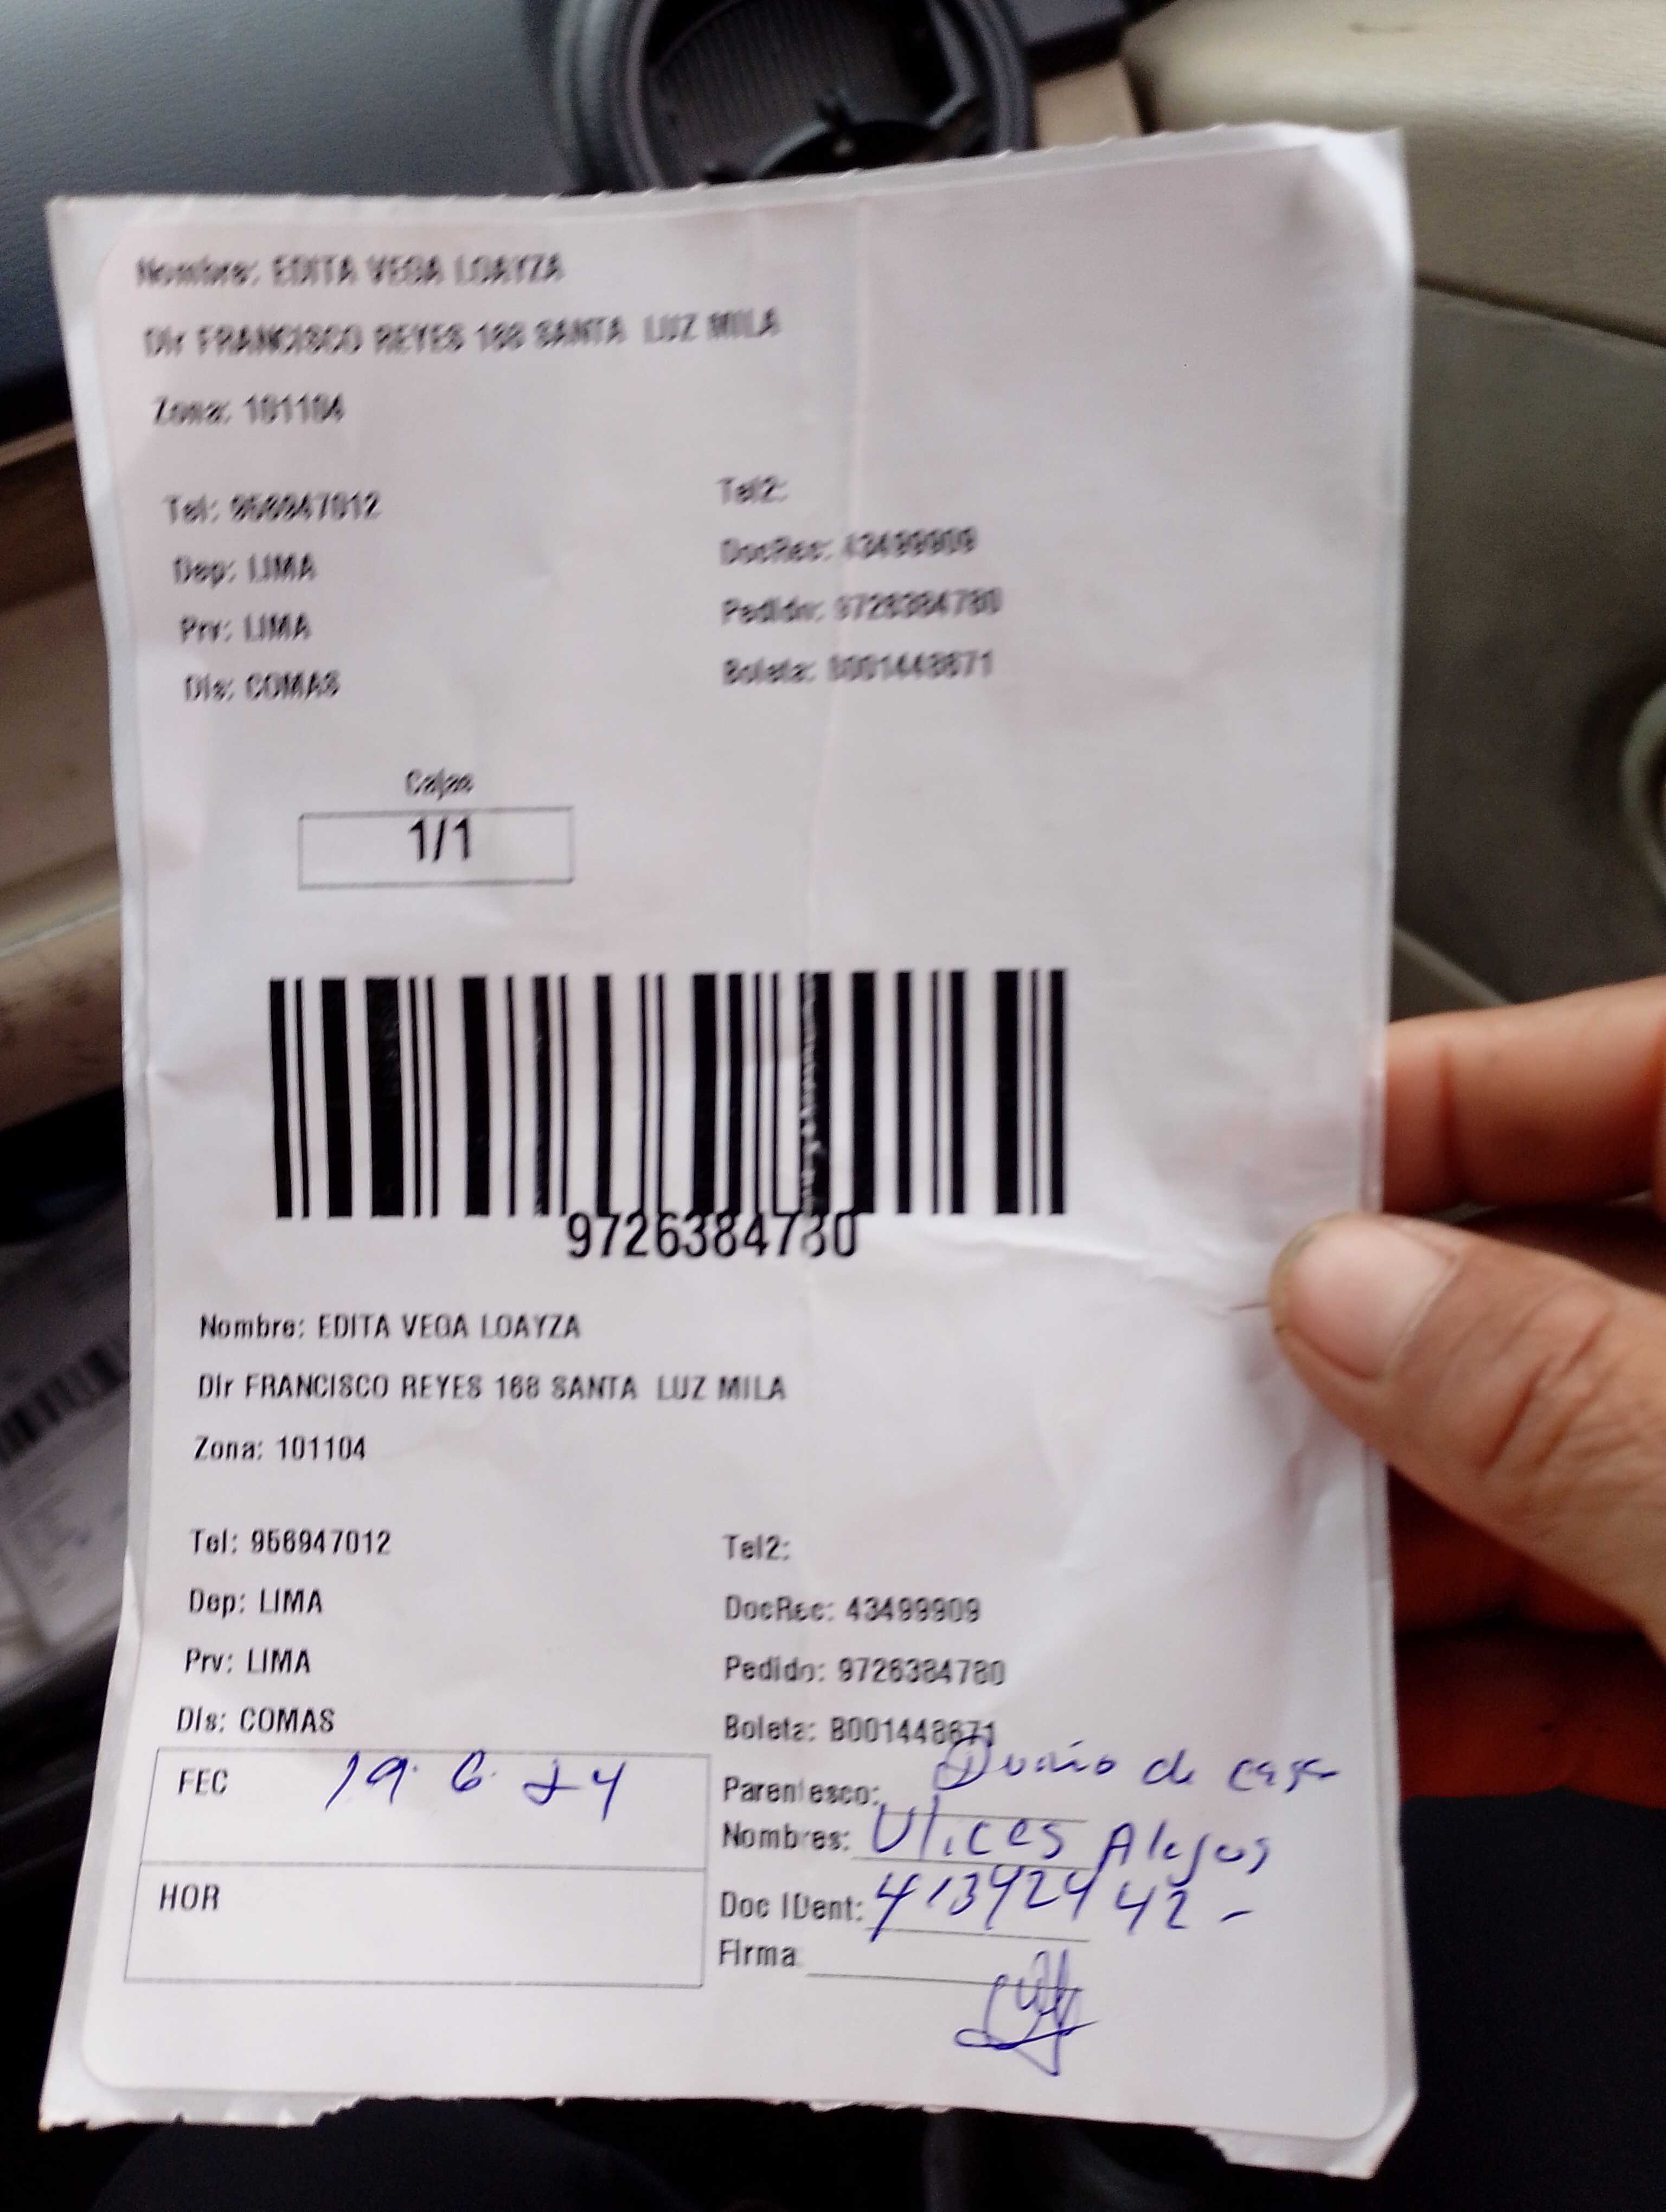 Nombre: EDITA VEGA LOAYZA
Dir FRANCISCO REYES 168 SANTA LUZ MILA
Zona: 101104
Tel: 956947012 Tel2:
Dep: LIMA DocRec: 43499909
Prv: LIMA Pedido: 9726384780
Dis: COMAS Boleta: B001448671
Cajas
1/1
9726384780
Nombre: EDITA VEGA LOAYZA
Dir FRANCISCO REYES 168 SANTA LUZ MILA
Zona: 101104
Tel: 956947012 Tel2:
Dep: LIMA DocRec: 43499909
Prv: LIMA Pedido: 9726384780
Dis: COMAS Boleta: B001448671
FEC 19. 6. 24 Parentesco: Dueño de casa
Nombres: Ulices Alejos
HOR Doc IDent: 41342442-
Firma